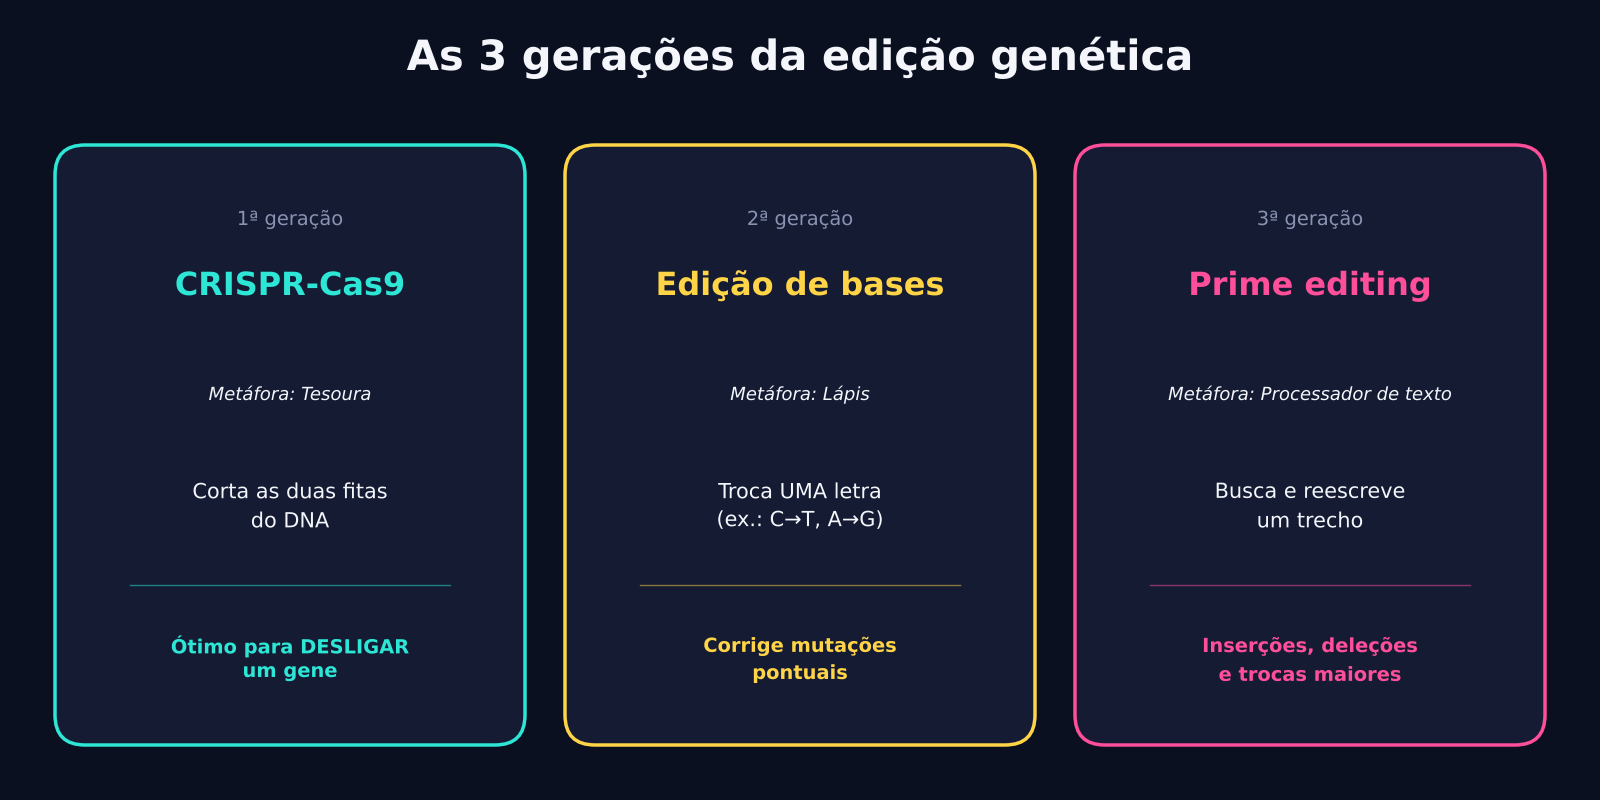 As 3 gerações da edição genética
1ª geração
CRISPR-Cas9
Metáfora: Tesoura
Corta as duas fitas
do DNA
Ótimo para DESLIGAR
um gene
2ª geração
Edição de bases
Metáfora: Lápis
Troca UMA letra
(ex.: C→T, A→G)
Corrige mutações
pontuais
3ª geração
Prime editing
Metáfora: Processador de texto
Busca e reescreve
um trecho
Inserções, deleções
e trocas maiores